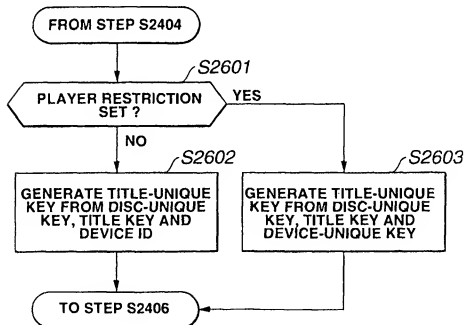 FROM STEP S2404
S2601
PLAYER RESTRICTION
SET ?
YES
NO
S2602
GENERATE TITLE-UNIQUE
KEY FROM DISC-UNIQUE
KEY, TITLE KEY AND
DEVICE ID
S2603
GENERATE TITLE-UNIQUE
KEY FROM DISC-UNIQUE
KEY, TITLE KEY AND
DEVICE-UNIQUE KEY
TO STEP S2406